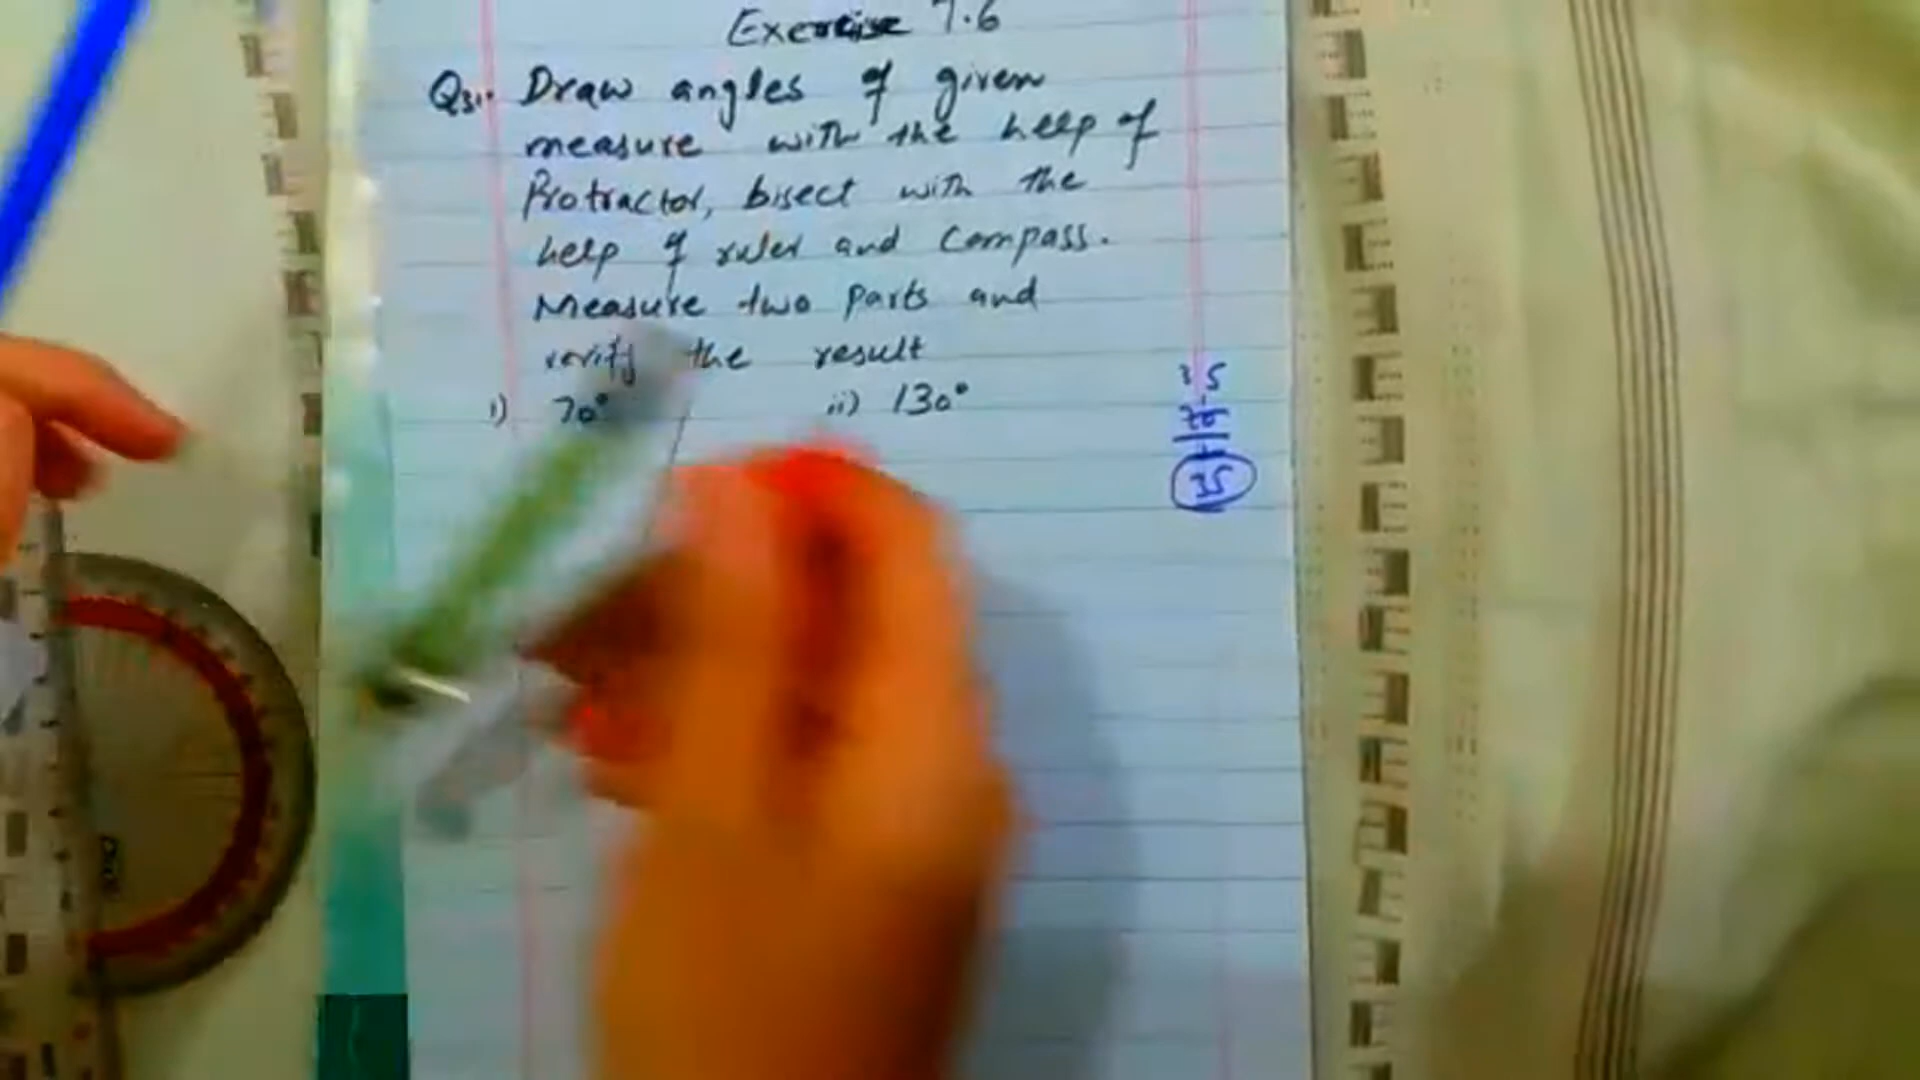 Exercise 7.6
Q3:. Draw angles of given
measure with the help of
Protractor, bisect with the
help of ruler and Compass.
Measure two parts and
verify the result
i) 70° ii) 130°
35
70
35